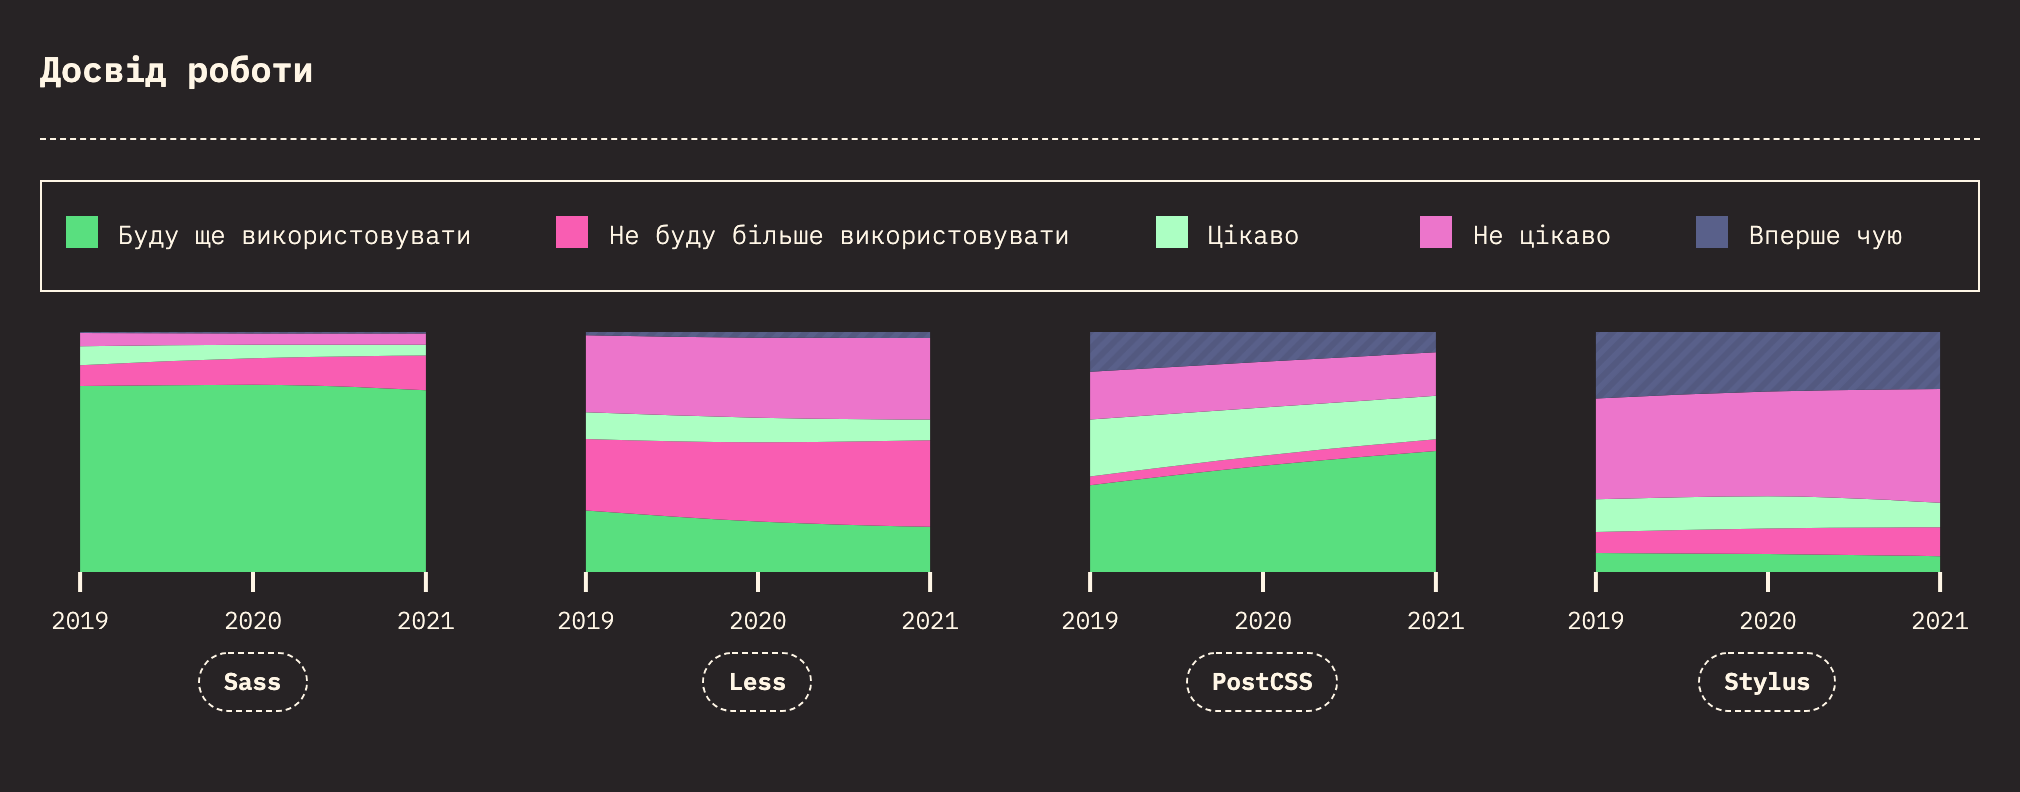 Досвід роботи
Буду ще використовувати Не буду більше використовувати Цікаво Не цікаво Вперше чую
2019 2020 2021 2019 2020 2021 2019 2020 2021 2019 2020 2021
Sass Less PostCSS Stylus